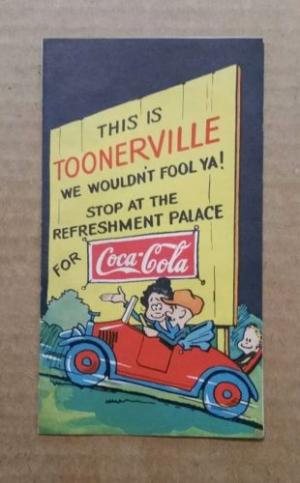 THIS IS
TOONERVILLE
WE WOULDN'T FOOL YA!
STOP AT THE
REFRESHMENT PALACE
FOR Coca-Cola